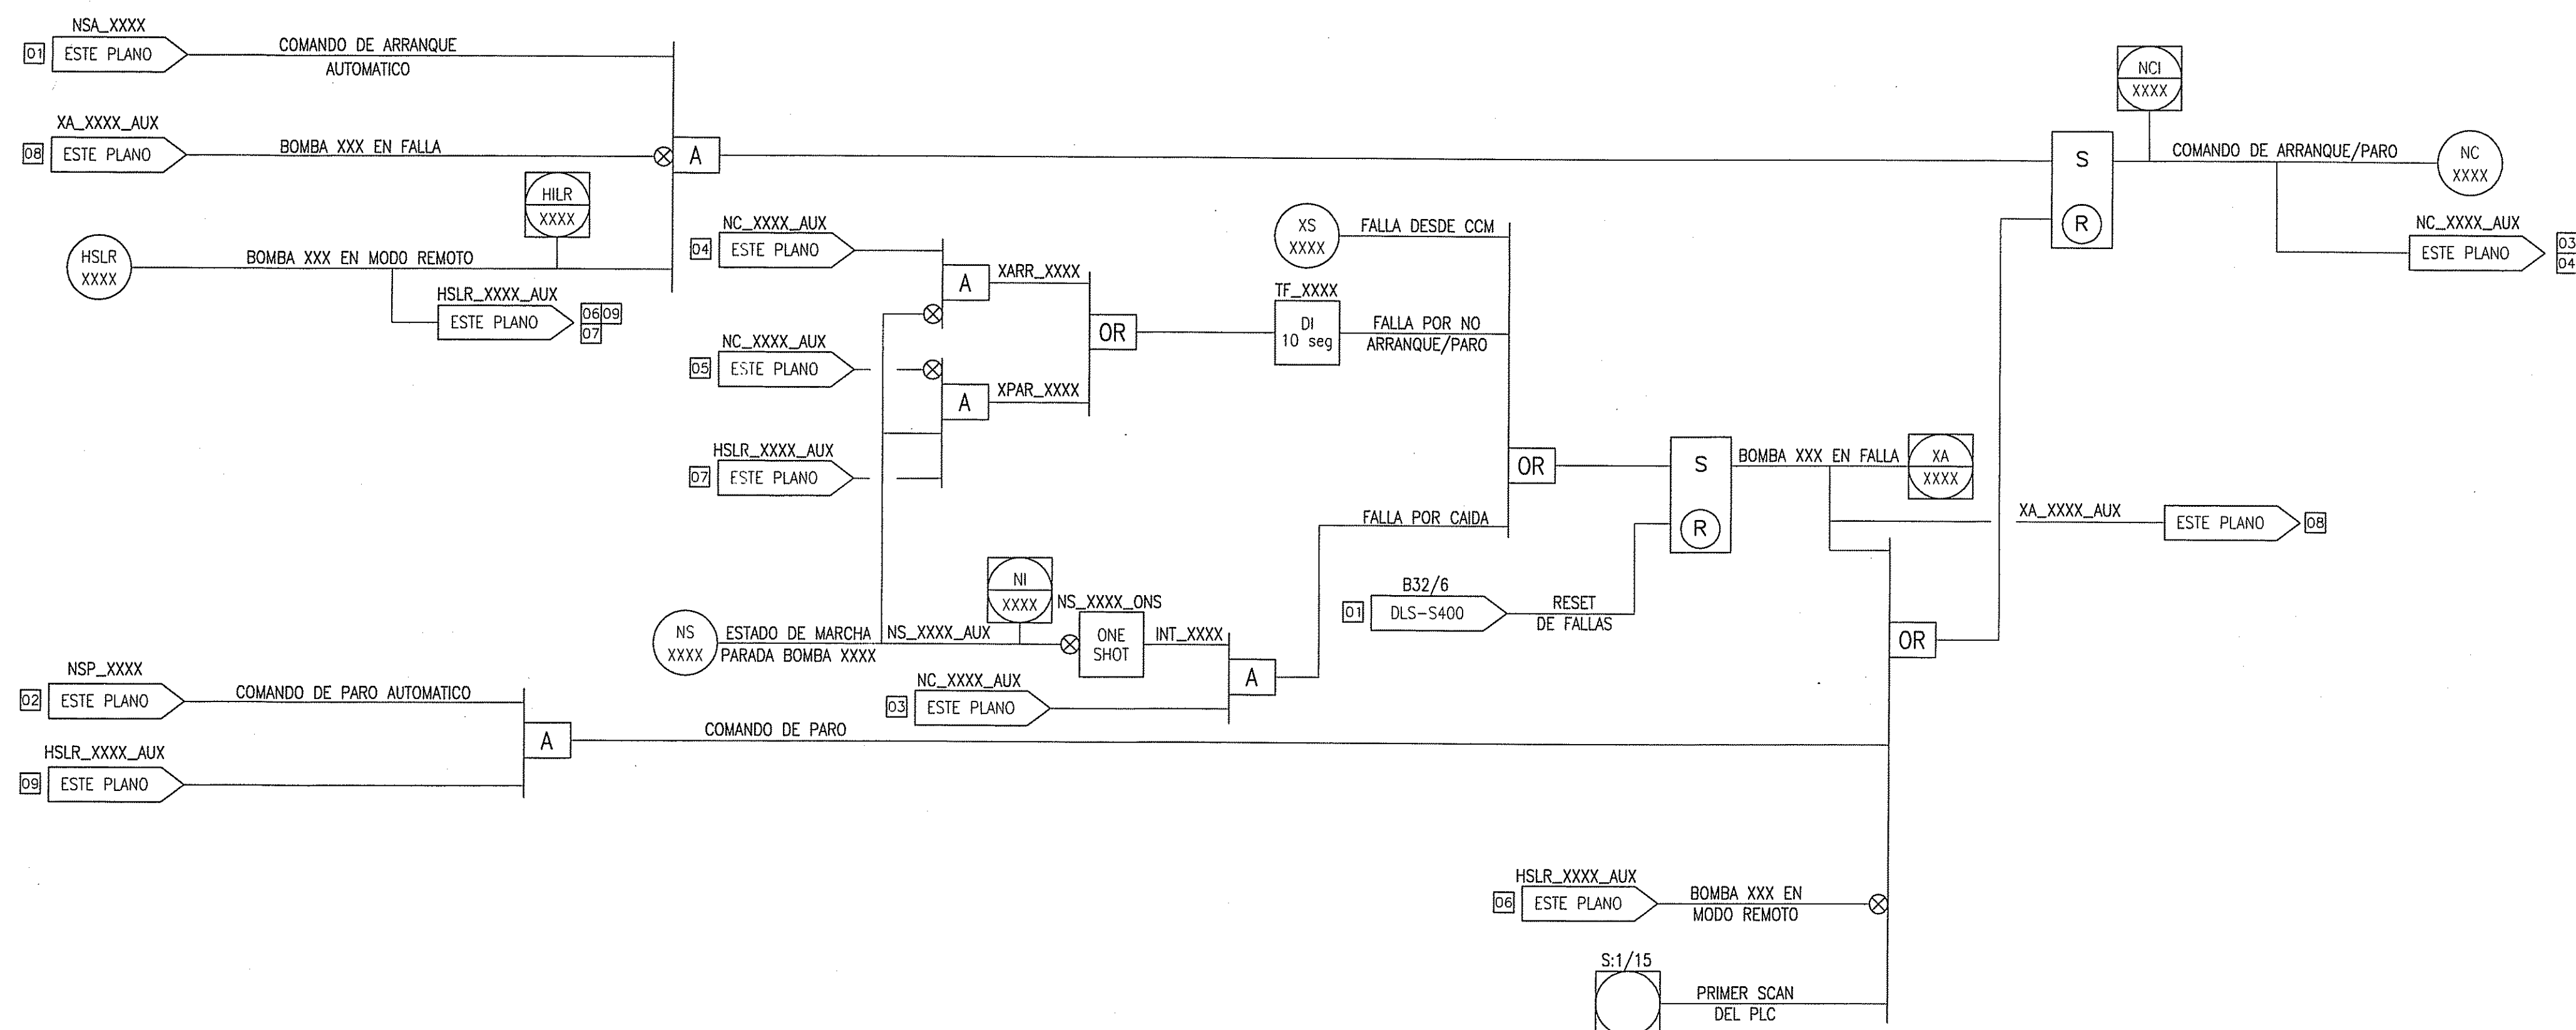 NSA_XXXX
01 ESTE PLANO
COMANDO DE ARRANQUE
AUTOMATICO
XA_XXXX_AUX
08 ESTE PLANO
BOMBA XXX EN FALLA
A
HILR
XXXX
HSLR
XXXX
BOMBA XXX EN MODO REMOTO
HSLR_XXXX_AUX
ESTE PLANO
06 09
07
NC_XXXX_AUX
04 ESTE PLANO
A
XARR_XXXX
NC_XXXX_AUX
05 ESTE PLANO
A
XPAR_XXXX
HSLR_XXXX_AUX
07 ESTE PLANO
OR
TF_XXXX
DI
10 seg
XS
XXXX
FALLA DESDE CCM
FALLA POR NO
ARRANQUE/PARO
FALLA POR CAIDA
OR
S
R
BOMBA XXX EN FALLA
XA
XXXX
XA_XXXX_AUX
ESTE PLANO 08
B32/6
01 DLS-S400
RESET
DE FALLAS
NS
XXXX
ESTADO DE MARCHA
PARADA BOMBA XXXX
NS_XXXX_AUX
NI
XXXX
NS_XXXX_ONS
ONE
SHOT
INT_XXXX
A
NC_XXXX_AUX
03 ESTE PLANO
NSP_XXXX
02 ESTE PLANO
COMANDO DE PARO AUTOMATICO
HSLR_XXXX_AUX
09 ESTE PLANO
A
COMANDO DE PARO
HSLR_XXXX_AUX
06 ESTE PLANO
BOMBA XXX EN
MODO REMOTO
S:1/15
PRIMER SCAN
DEL PLC
OR
S
R
NCI
XXXX
COMANDO DE ARRANQUE/PARO
NC
XXXX
NC_XXXX_AUX
ESTE PLANO
03
04